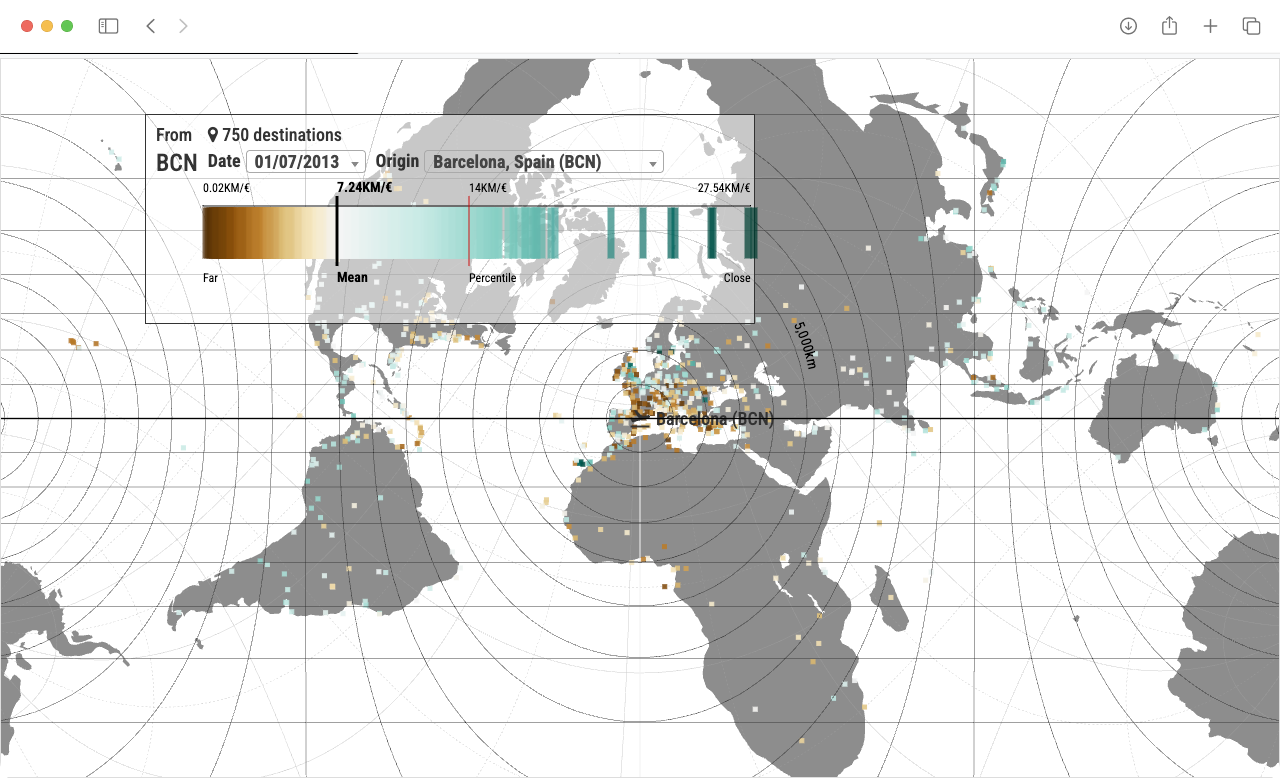 From 750 destinations
BCN Date 01/07/2013 Origin Barcelona, Spain (BCN)
0.02KM/€ 7.24KM/€ 14KM/€ 27.54KM/€
Far Mean Percentile Close
5,000km
Barcelona (BCN)